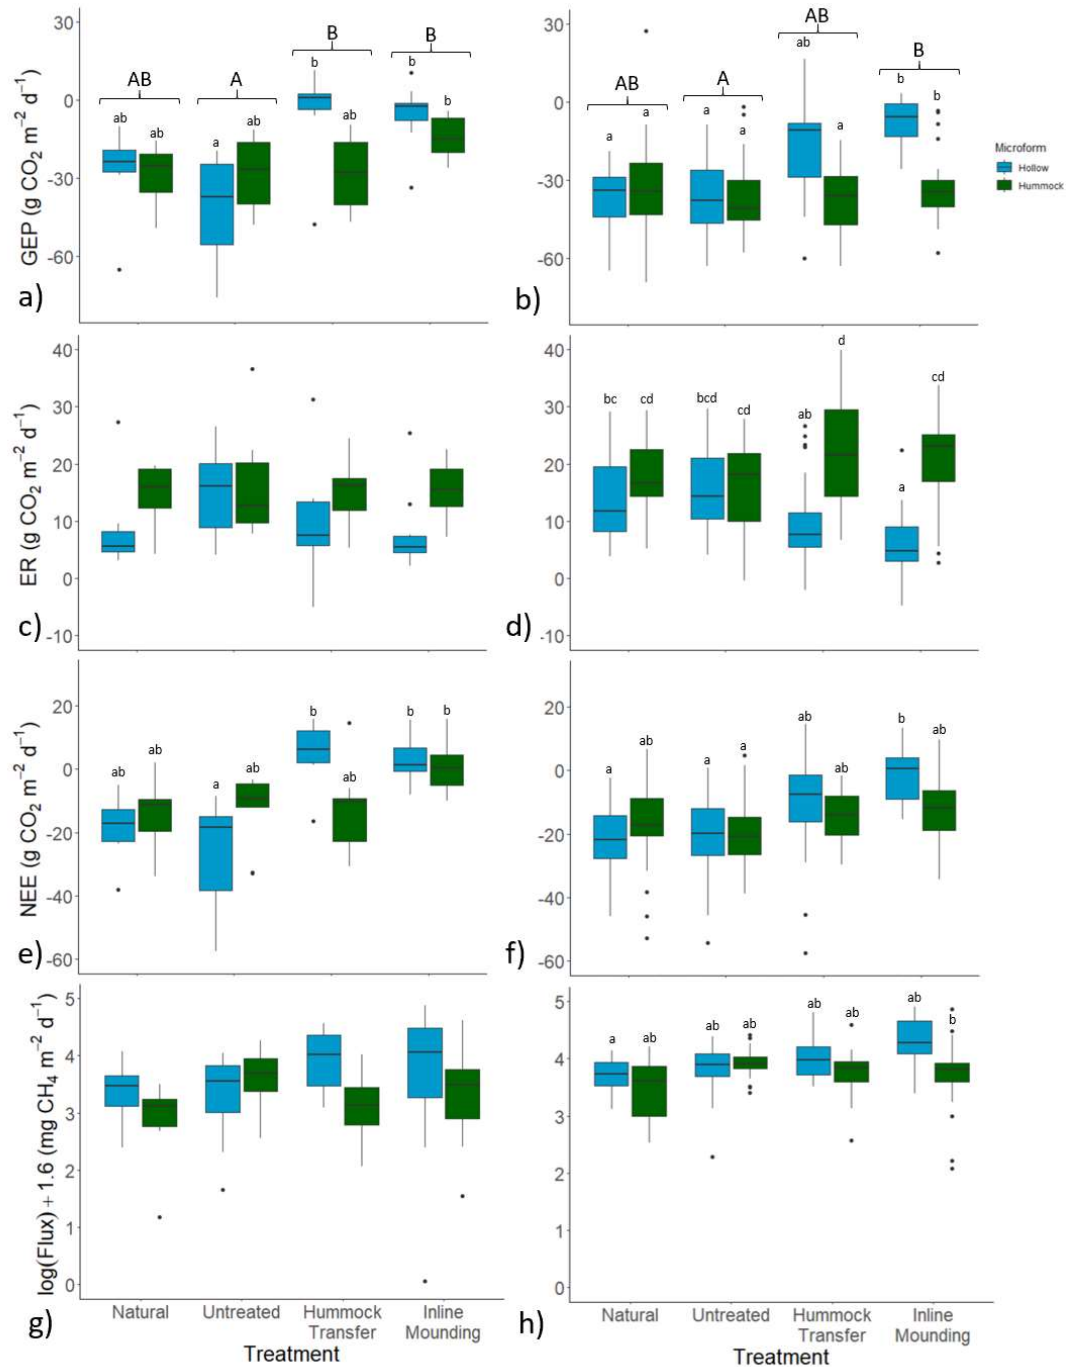 30
0
-30
-60
GEP (g CO₂ m⁻² d⁻¹)
a)
AB
A
B
B
ab
ab
a
ab
b
ab
b
b
30
0
-30
-60
b)
AB
A
AB
B
a
a
a
a
ab
a
b
b
Microform
Hollow
Hummock
40
30
20
10
0
-10
ER (g CO₂ m⁻² d⁻¹)
c)
40
30
20
10
0
-10
d)
bc
cd
bcd
cd
ab
d
a
cd
20
0
-20
-40
-60
NEE (g CO₂ m⁻² d⁻¹)
e)
ab
ab
a
ab
b
ab
b
b
20
0
-20
-40
-60
f)
a
ab
a
a
ab
ab
b
ab
5
4
3
2
1
0
log(Flux) + 1.6 (mg CH₄ m⁻² d⁻¹)
g)
Natural
Untreated
Hummock
Transfer
Inline
Mounding
Treatment
5
4
3
2
1
0
h)
a
ab
ab
ab
ab
ab
ab
b
Natural
Untreated
Hummock
Transfer
Inline
Mounding
Treatment